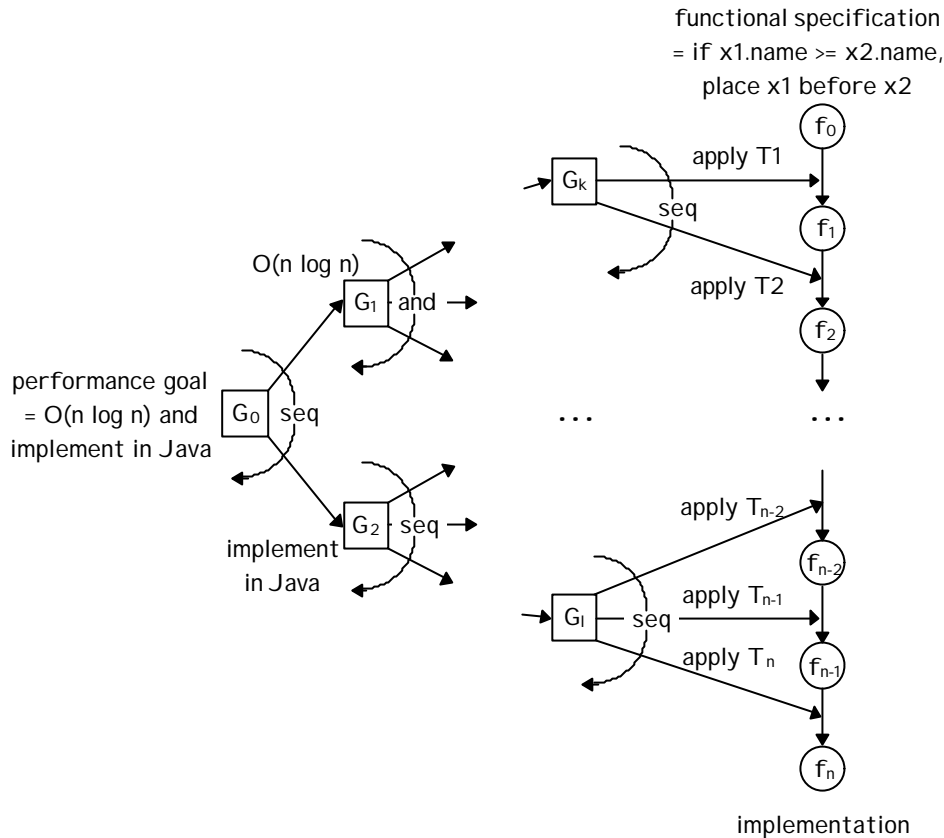 functional specification
= if x1.name >= x2.name,
place x1 before x2
f0
apply T1
Gk
seq
f1
apply T2
f2
O(n log n)
G1
and
performance goal
= O(n log n) and
implement in Java
G0
seq
...
...
G2
seq
implement
in Java
apply Tn-2
fn-2
apply Tn-1
Gl
seq
apply Tn
fn-1
fn
implementation